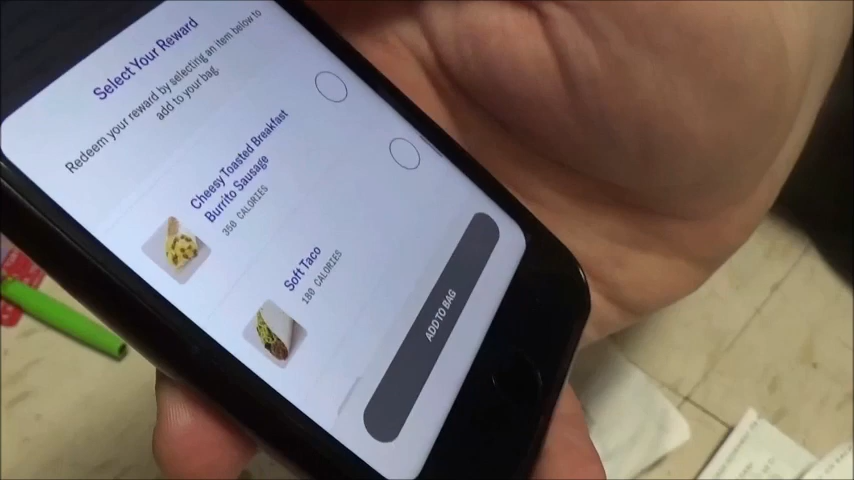 Select Your Reward
Redeem your reward by selecting an item below to
add to your bag
Cheesy Toasted Breakfast
Burrito Sausage
350 CALORIES
Soft Taco
180 CALORIES
ADD TO BAG